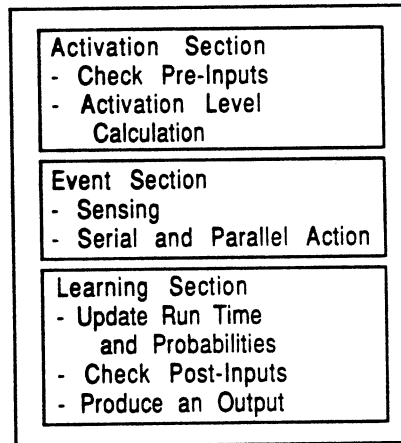 Activation Section
- Check Pre-Inputs
- Activation Level
Calculation
Event Section
- Sensing
- Serial and Parallel Action
Learning Section
- Update Run Time
and Probabilities
- Check Post-Inputs
- Produce an Output